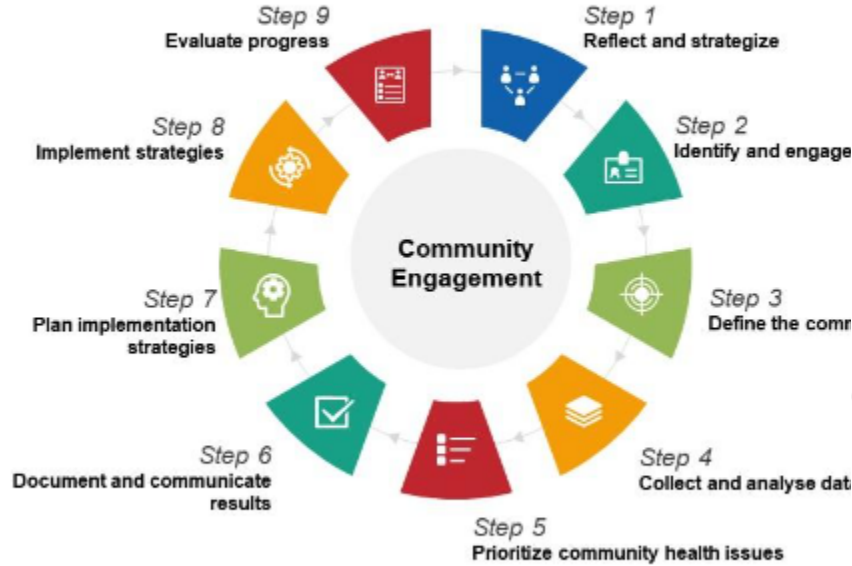 Step 1
Reflect and strategize
Step 2
Identify and engage
Step 3
Define the comm
Step 4
Collect and analyse data
Step 5
Prioritize community health issues
Step 6
Document and communicate
results
Step 7
Plan implementation
strategies
Step 8
Implement strategies
Step 9
Evaluate progress
Community
Engagement